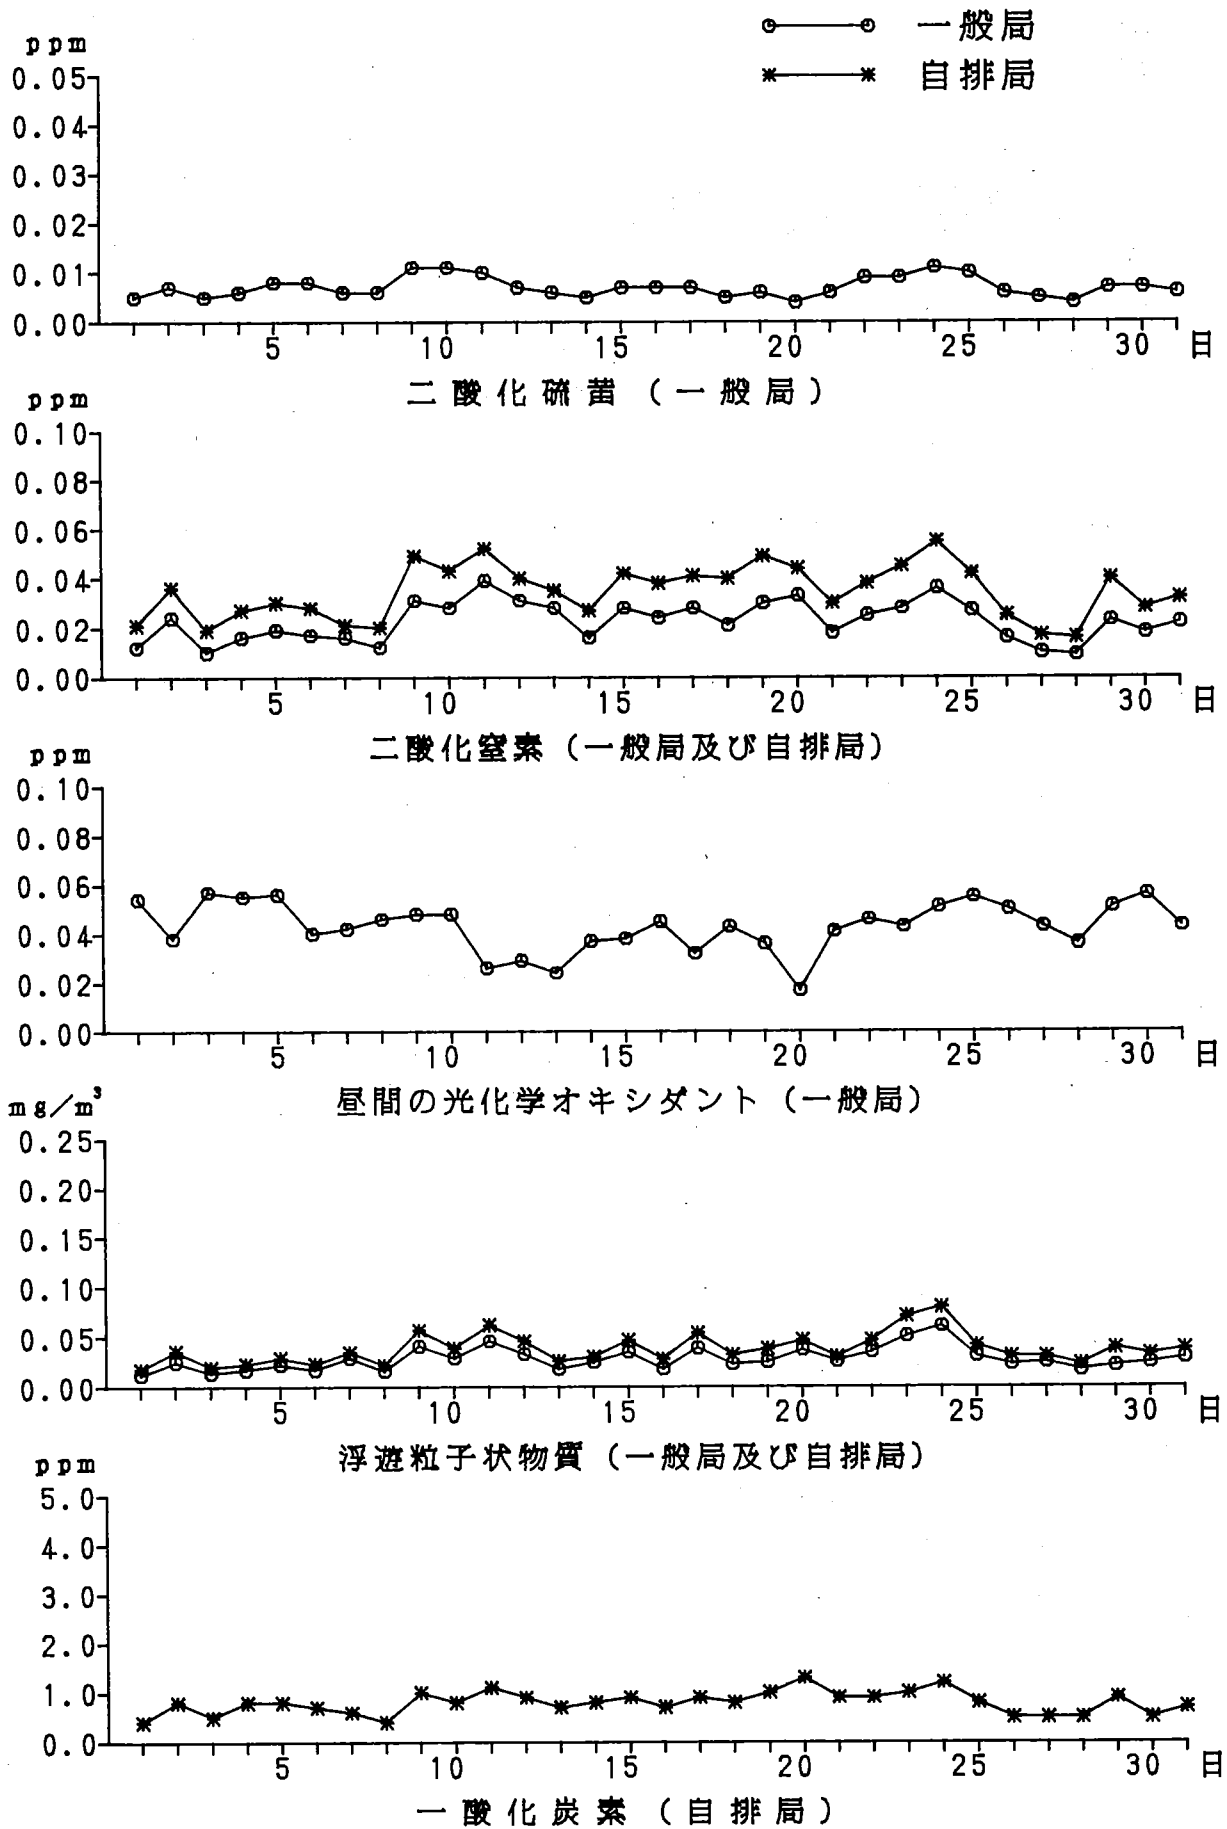 一般局
自排局
ppm
0.05
0.04
0.03
0.02
0.01
0.00
5 10 15 20 25 30 日
二酸化硫黄（一般局）
ppm
0.10
0.08
0.06
0.04
0.02
0.00
5 10 15 20 25 30 日
二酸化窒素（一般局及び自排局）
ppm
0.10
0.08
0.06
0.04
0.02
0.00
5 10 15 20 25 30 日
昼間の光化学オキシダント（一般局）
mg/m³
0.25
0.20
0.15
0.10
0.05
0.00
5 10 15 20 25 30 日
浮遊粒子状物質（一般局及び自排局）
ppm
5.0
4.0
3.0
2.0
1.0
0.0
5 10 15 20 25 30 日
一酸化炭素（自排局）